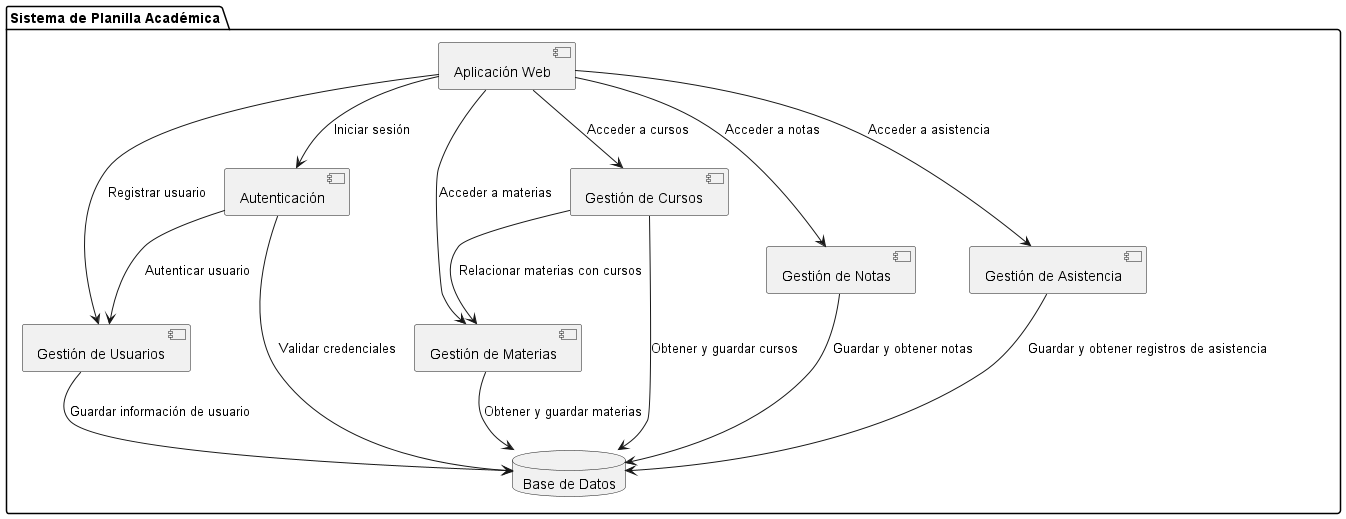 Sistema de Planilla Académica
Aplicación Web
Iniciar sesión
Acceder a cursos
Acceder a notas
Acceder a asistencia
Registrar usuario
Autenticación
Acceder a materias
Gestión de Cursos
Autenticar usuario
Relacionar materias con cursos
Gestión de Notas
Gestión de Asistencia
Gestión de Usuarios
Validar credenciales
Gestión de Materias
Obtener y guardar cursos
Guardar y obtener notas
Guardar y obtener registros de asistencia
Guardar información de usuario
Obtener y guardar materias
Base de Datos